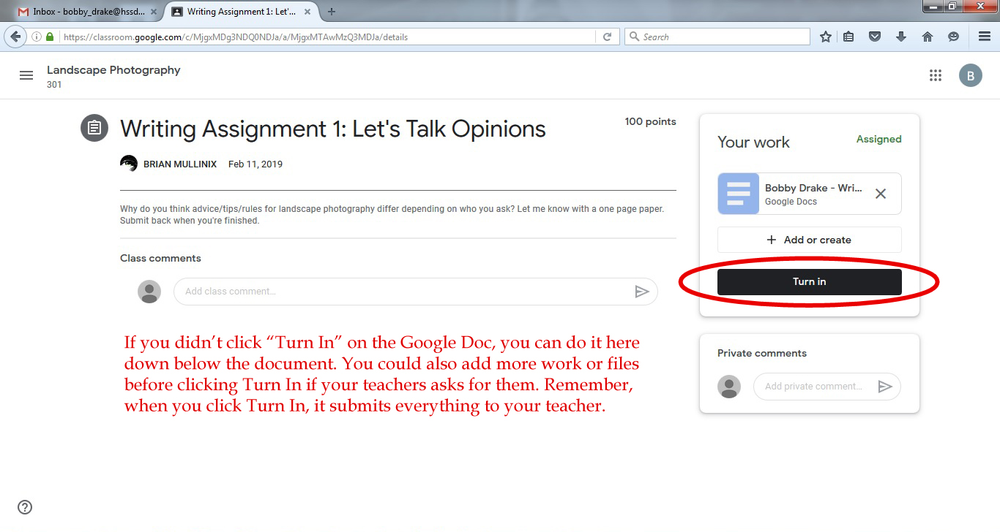 Inbox - bobby_drake@hssd...
Writing Assignment 1: Let'...
https://classroom.google.com/c/MjgxMDg3NDQ0NDJa/a/MjgxMTAwMzQ3MDJa/details
Search
Landscape Photography
301
B
Writing Assignment 1: Let's Talk Opinions
100 points
BRIAN MULLINIX Feb 11, 2019
Why do you think advice/tips/rules for landscape photography differ depending on who you ask? Let me know with a one page paper.
Submit back when you're finished.
Class comments
Add class comment...
If you didn't click “Turn In” on the Google Doc, you can do it here
down below the document. You could also add more work or files
before clicking Turn In if your teachers asks for them. Remember,
when you click Turn In, it submits everything to your teacher.
Your work
Assigned
Bobby Drake - Wri...
Google Docs
+ Add or create
Turn in
Private comments
Add private comment...